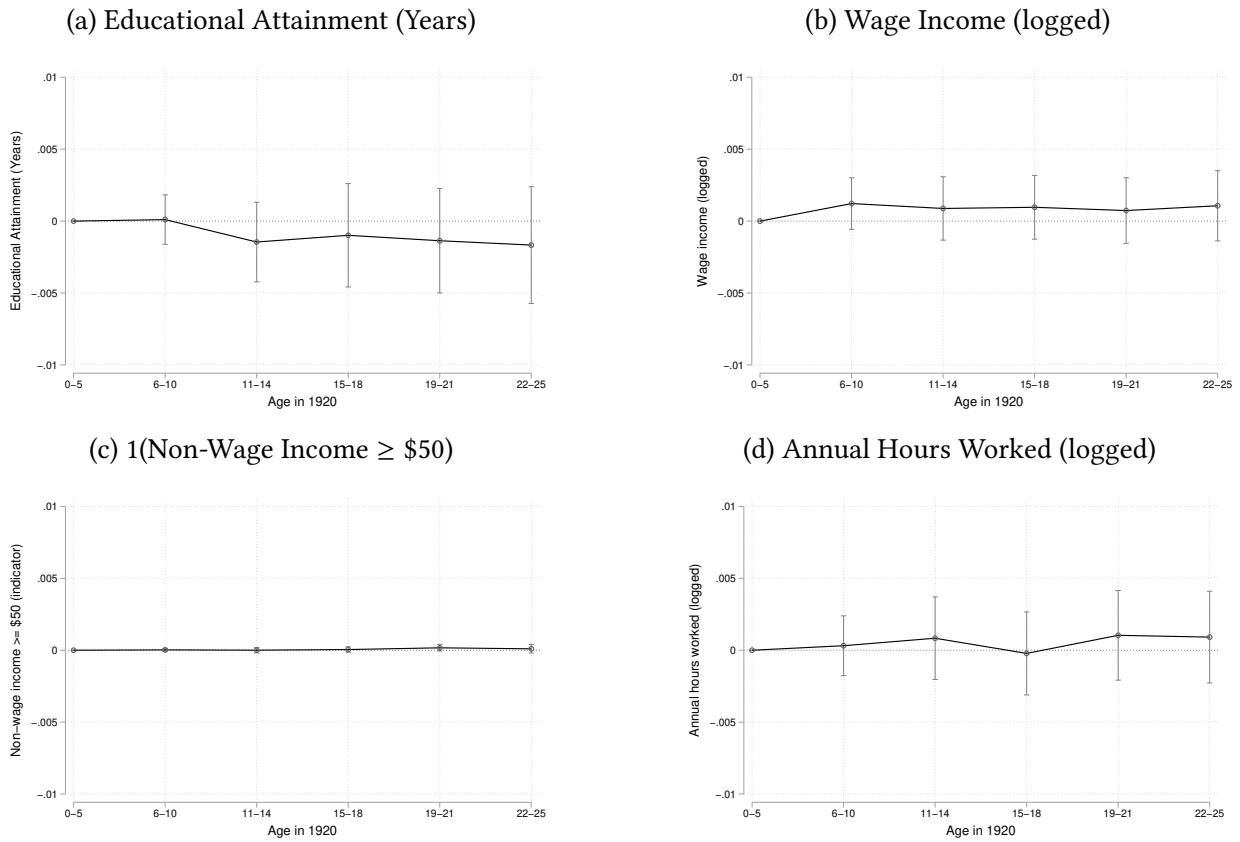 (a) Educational Attainment (Years)
.01
.005
0
−.005
−.01
Educational Attainment (Years)
0−5 6−10 11−14 15−18 19−21 22−25
Age in 1920
(b) Wage Income (logged)
.01
.005
0
−.005
−.01
Wage income (logged)
0−5 6−10 11−14 15−18 19−21 22−25
Age in 1920
(c) 1(Non-Wage Income ≥ $50)
.01
.005
0
−.005
−.01
Non−wage income >= $50 (indicator)
0−5 6−10 11−14 15−18 19−21 22−25
Age in 1920
(d) Annual Hours Worked (logged)
.01
.005
0
−.005
−.01
Annual hours worked (logged)
0−5 6−10 11−14 15−18 19−21 22−25
Age in 1920